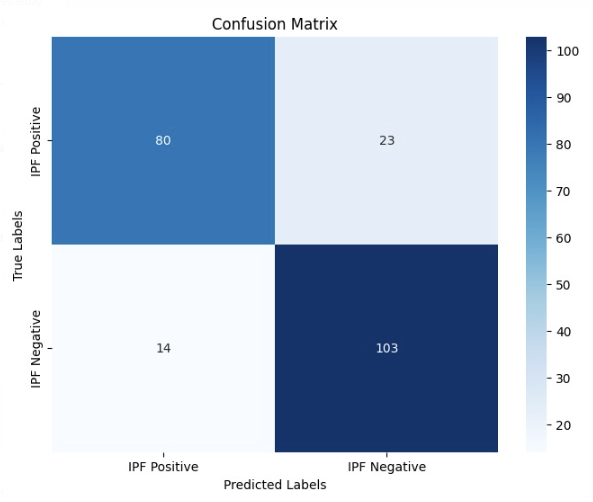 Confusion Matrix
IPF Positive
80
23
100
90
80
70
60
50
40
30
20
True Labels
IPF Negative
14
103
IPF Positive
IPF Negative
Predicted Labels